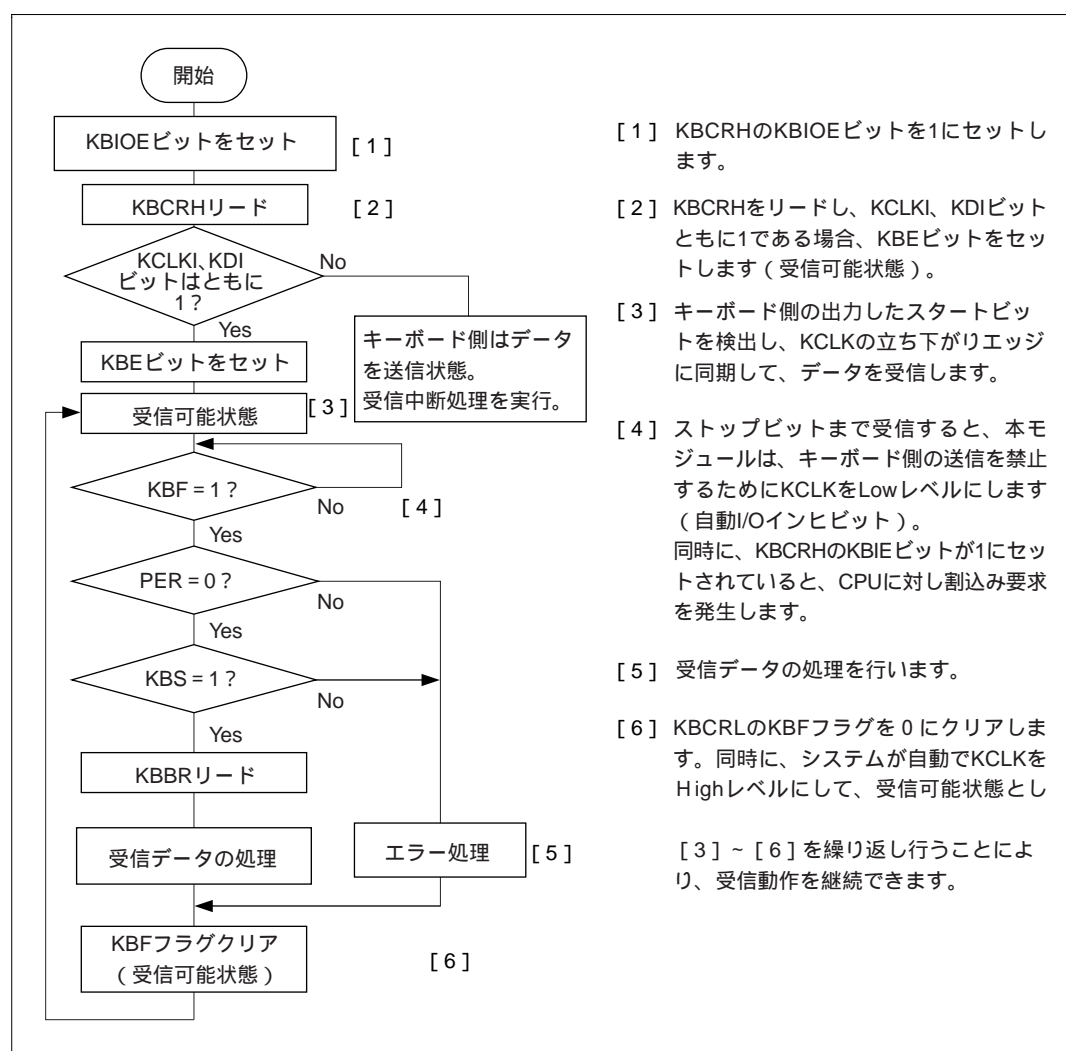 開始
KBIOEビットをセット
[1]
KBCRHリード
[2]
KCLKI、KDI
ビットはともに
1?
No
Yes
キーボード側はデータ
を送信状態。
受信中断処理を実行。
KBEビットをセット
受信可能状態
[3]
KBF = 1?
No
[4]
Yes
PER = 0?
No
Yes
KBS = 1?
No
Yes
KBBRリード
受信データの処理
エラー処理
[5]
KBFフラグクリア
(受信可能状態)
[6]
[1] KBCRHのKBIOEビットを1にセットし
ます。
[2] KBCRHをリードし、KCLKI、KDIビット
ともに1である場合、KBEビットをセッ
トします(受信可能状態)。
[3] キーボード側の出力したスタートビッ
トを検出し、KCLKの立ち下がりエッジ
に同期して、データを受信します。
[4] ストップビットまで受信すると、本モ
ジュールは、キーボード側の送信を禁止
するためにKCLKをLowレベルにします
(自動I/Oインヒビット)。
同時に、KBCRHのKBIEビットが1にセッ
トされていると、CPUに対し割込み要求
を発生します。
[5] 受信データの処理を行います。
[6] KBCRLのKBFフラグを0にクリアしま
す。同時に、システムが自動でKCLKを
Highレベルにして、受信可能状態とし
[3]~[6]を繰り返し行うことによ
り、受信動作を継続できます。